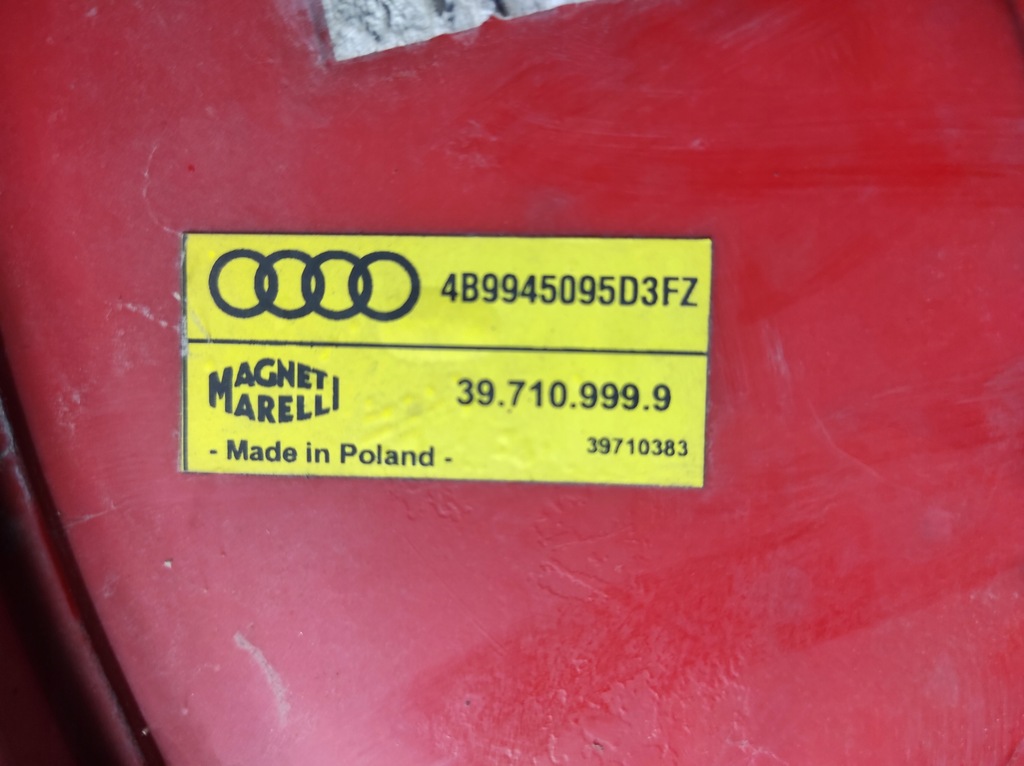 4B9945095D3FZ
MAGNETI
MARELLI
39.710.999.9
- Made in Poland -
39710383